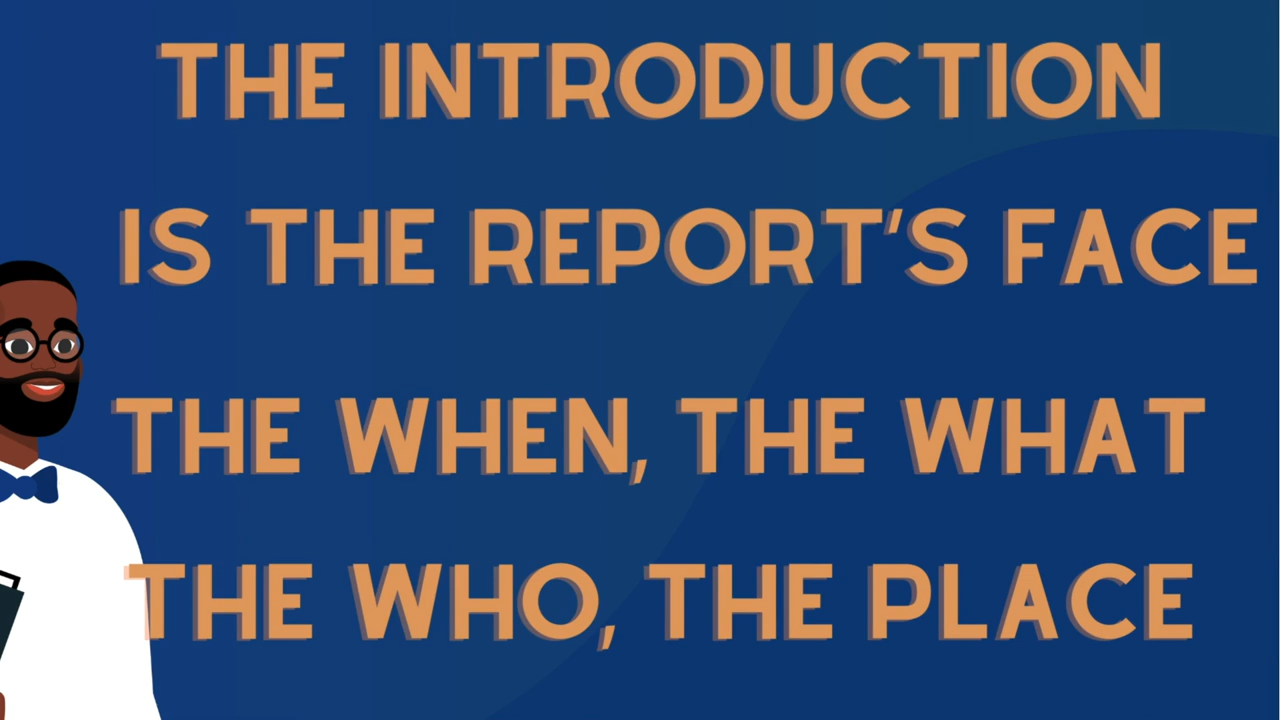 THE INTRODUCTION
IS THE REPORT'S FACE
THE WHEN, THE WHAT
THE WHO, THE PLACE